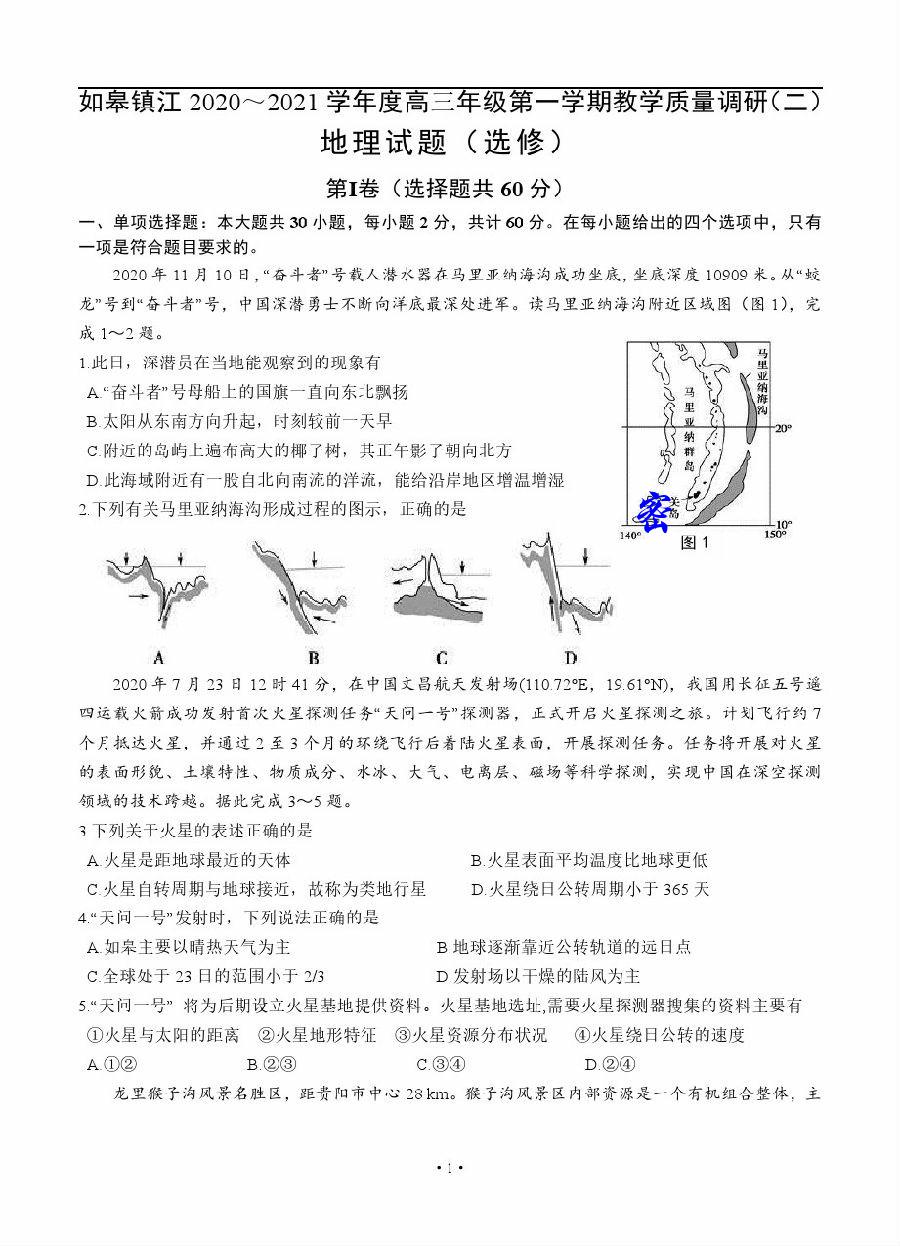 如皋镇江 2020～2021 学年度高三年级第一学期教学质量调研（二）
地理试题（选修）
第I卷（选择题共 60 分）
一、单项选择题：本大题共 30 小题，每小题 2 分，共计 60 分。在每小题给出的四个选项中，只有
一项是符合题目要求的。
2020 年 11 月 10 日，“奋斗者”号载人潜水器在马里亚纳海沟成功坐底，坐底深度 10909 米。从“蛟
龙”号到“奋斗者”号，中国深潜勇士不断向洋底最深处进军。读马里亚纳海沟附近区域图（图 1），完
成 1～2 题。
1.此日，深潜员在当地能观察到的现象有
A.“奋斗者”号母船上的国旗一直向东北飘扬
B.太阳从东南方向升起，时刻较前一天早
C.附近的岛屿上遍布高大的椰了树，其正午影了朝向北方
D.此海域附近有一股自北向南流的洋流，能给沿岸地区增温增湿
2.下列有关马里亚纳海沟形成过程的图示，正确的是
马里亚纳海沟
马里亚纳群岛
关岛
密
20°
10°
140°
150°
图 1
A B C D
2020 年 7 月 23 日 12 时 41 分，在中国文昌航天发射场(110.72°E，19.61°N)，我国用长征五号遥
四运载火箭成功发射首次火星探测任务“天问一号”探测器，正式开启火星探测之旅。计划飞行约 7
个月抵达火星，并通过 2 至 3 个月的环绕飞行后着陆火星表面，开展探测任务。任务将开展对火星
的表面形貌、土壤特性、物质成分、水冰、大气、电离层、磁场等科学探测，实现中国在深空探测
领域的技术跨越。据此完成 3～5 题。
3 下列关于火星的表述正确的是
A.火星是距地球最近的天体 B.火星表面平均温度比地球更低
C.火星自转周期与地球接近，故称为类地行星 D.火星绕日公转周期小于 365 天
4.“天问一号”发射时，下列说法正确的是
A.如皋主要以晴热天气为主 B 地球逐渐靠近公转轨道的远日点
C.全球处于 23 日的范围小于 2/3 D 发射场以干燥的陆风为主
5.“天问一号” 将为后期设立火星基地提供资料。火星基地选址,需要火星探测器搜集的资料主要有
①火星与太阳的距离 ②火星地形特征 ③火星资源分布状况 ④火星绕日公转的速度
A.①② B.②③ C.③④ D.②④
龙里猴子沟风景名胜区，距贵阳市中心 28 km。猴子沟风景区内部资源是一个有机组合整体，主
·1·